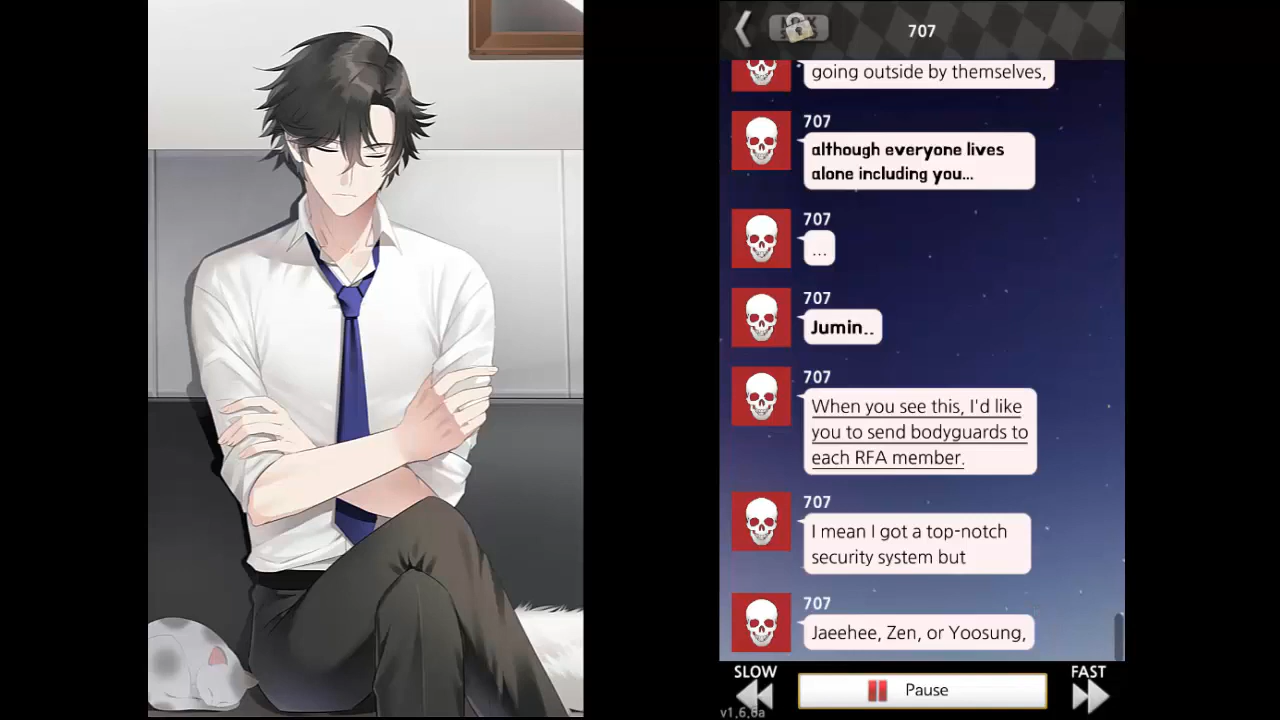 707
going outside by themselves,
707
although everyone lives
alone including you...
707
...
707
Jumin..
707
When you see this, I'd like
you to send bodyguards to
each RFA member.
707
I mean I got a top-notch
security system but
707
Jaeehee, Zen, or Yoosung,
SLOW
Pause
FAST
v1.6.6a